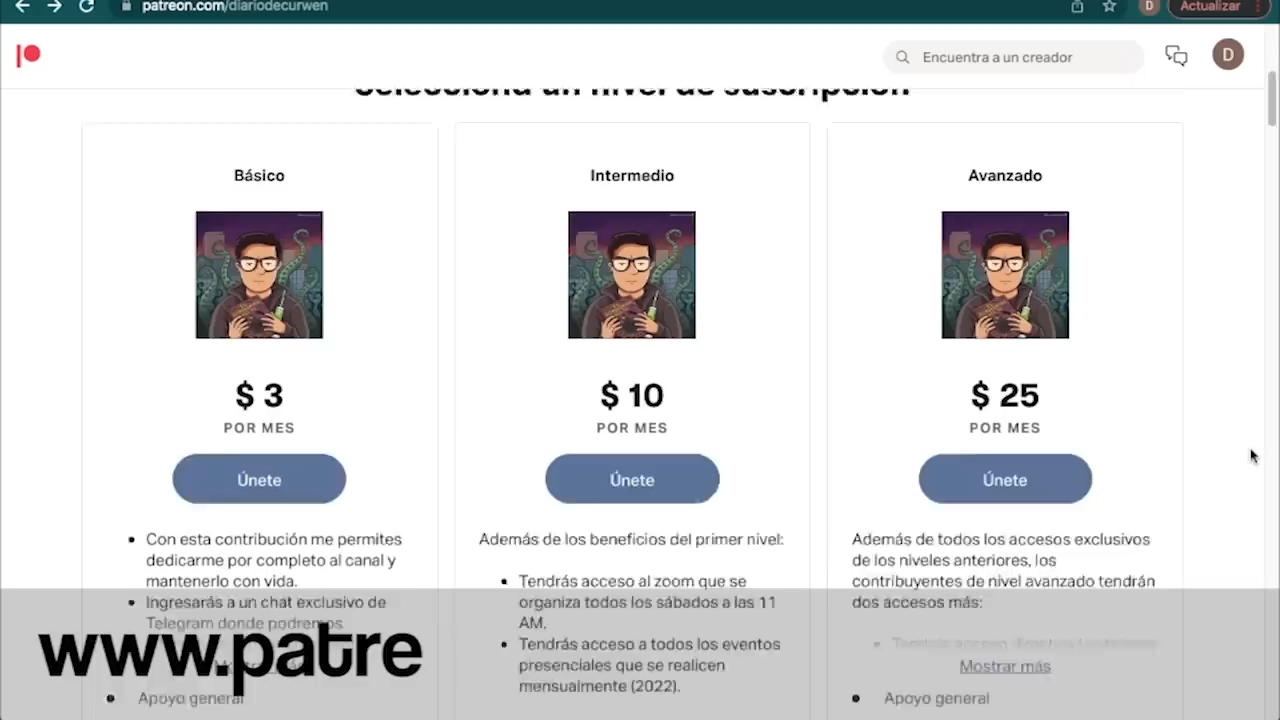 patreon.com/diariodecurwen
D
Actualizar
Encuentra a un creador
D
Selecciona un nivel de suscripción
Básico
$ 3
POR MES
Únete
Con esta contribución me permites
dedicarme por completo al canal y
mantenerlo con vida.
Ingresarás a un chat exclusivo de
Telegram donde podremos
Apoyo general
Intermedio
$ 10
POR MES
Únete
Además de los beneficios del primer nivel:
Tendrás acceso al zoom que se
organiza todos los sábados a las 11
AM.
Tendrás acceso a todos los eventos
presenciales que se realicen
mensualmente (2022).
Avanzado
$ 25
POR MES
Únete
Además de todos los accesos exclusivos
de los niveles anteriores, los
contribuyentes de nivel avanzado tendrán
dos accesos más:
Mostrar más
Apoyo general
www.patre